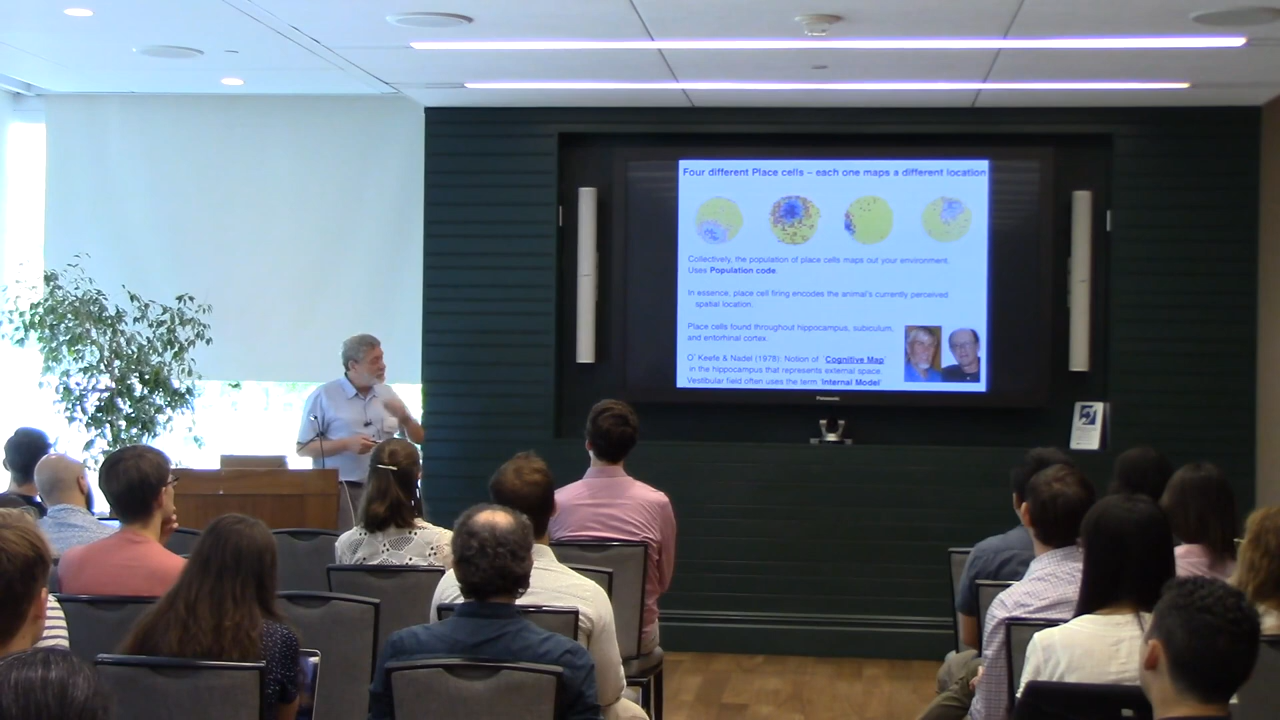 Four different Place cells – each one maps a different location
Collectively, the population of place cells maps out your environment.
Uses Population code.
In essence, place cell firing encodes the animal's currently perceived
spatial location.
Place cells found throughout hippocampus, subiculum,
and entorhinal cortex.
O' Keefe & Nadel (1978): Notion of 'Cognitive Map'
in the hippocampus that represents external space.
Vestibular field often uses the term 'Internal Model'
Panasonic